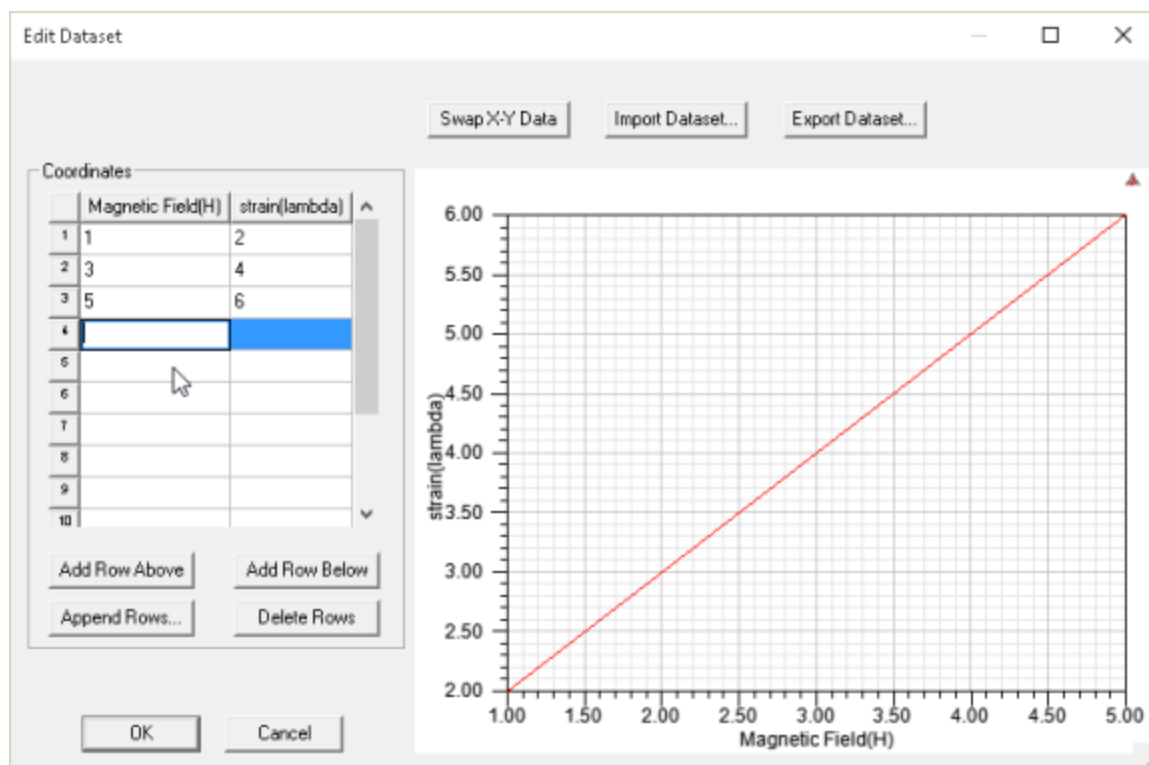 Edit Dataset
Swap X-Y Data Import Dataset... Export Dataset...
Coordinates
Magnetic Field(H) strain(lambda)
1 1 2
2 3 4
3 5 6
4
5
6
7
8
9
10
Add Row Above Add Row Below
Append Rows... Delete Rows
OK Cancel
6.00
5.50
5.00
4.50
4.00
3.50
3.00
2.50
2.00
strain(lambda)
1.00 1.50 2.00 2.50 3.00 3.50 4.00 4.50 5.00
Magnetic Field(H)